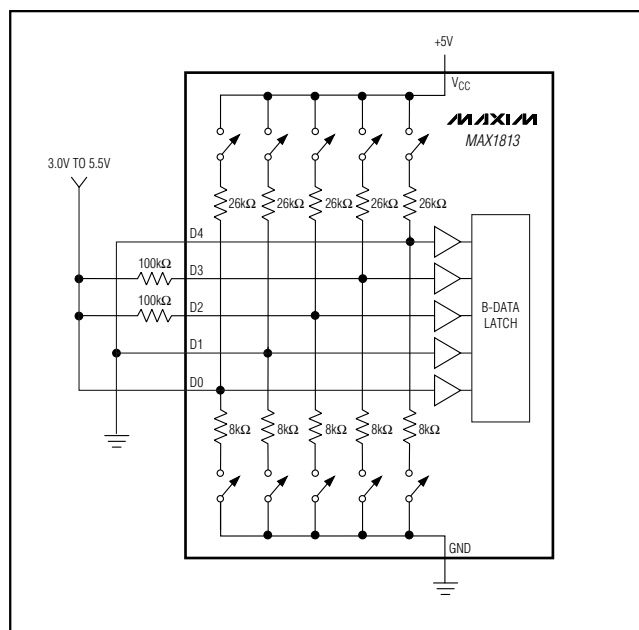 +5V
VCC
MAXIM
MAX1813
3.0V TO 5.5V
26kΩ 26kΩ 26kΩ 26kΩ 26kΩ
D4
100kΩ D3
100kΩ D2
D1
D0
B-DATA
LATCH
8kΩ 8kΩ 8kΩ 8kΩ 8kΩ
GND